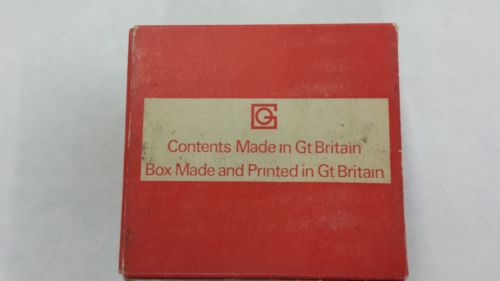 Contents Made in Gt Britain
Box Made and Printed in Gt Britain